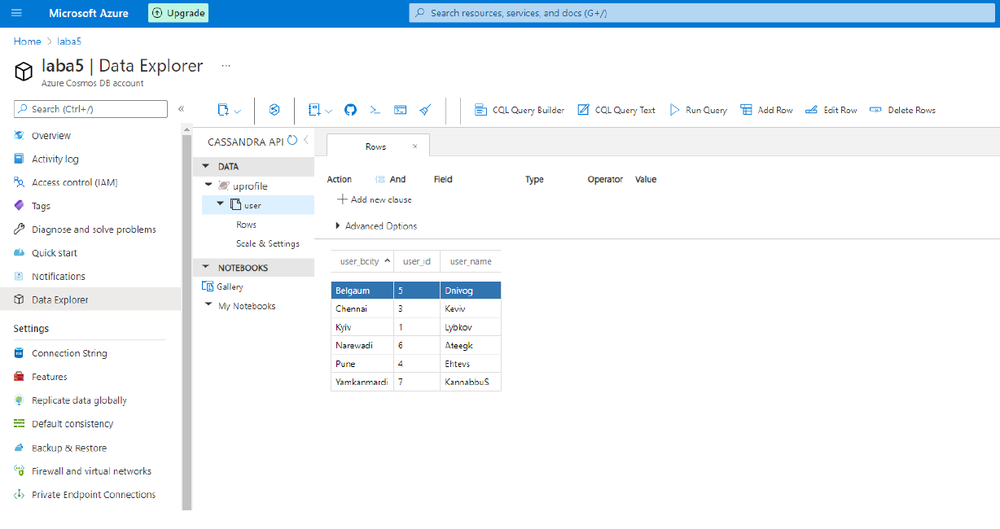 Microsoft Azure
Upgrade
Search resources, services, and docs (G+/)
Home > laba5
laba5 | Data Explorer ...
Azure Cosmos DB account
Search (Ctrl+/)
«
Overview
Activity log
Access control (IAM)
Tags
Diagnose and solve problems
Quick start
Notifications
Data Explorer
Settings
Connection String
Features
Replicate data globally
Default consistency
Backup & Restore
Firewall and virtual networks
Private Endpoint Connections
CQL Query Builder CQL Query Text Run Query Add Row Edit Row Delete Rows
CASSANDRA API
DATA
uprofile
user
Rows
Scale & Settings
NOTEBOOKS
Gallery
My Notebooks
Rows ×
Action And Field Type Operator Value
Add new clause
Advanced Options
user_bcity user_id user_name
Belgaum 5 Dnivog
Chennai 3 Keviv
Kyiv 1 Lybkov
Narewadi 6 Ateegk
Pune 4 Ehtevs
Yamkanmardi 7 KannabbuS